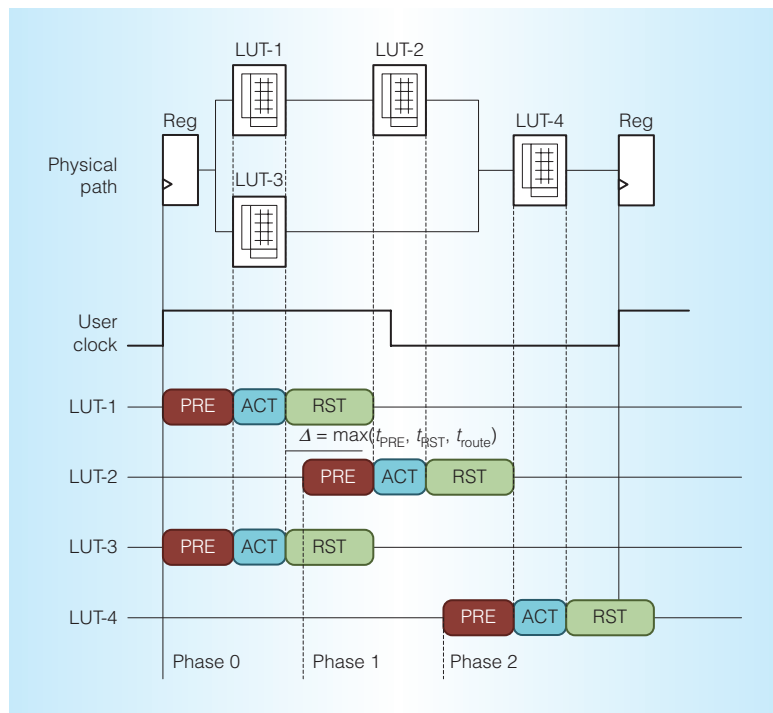 LUT-1
LUT-2
Reg
LUT-4
Reg
Physical
path
LUT-3
User
clock
LUT-1
PRE
ACT
RST
Δ = max(tPRE, tRST, troute)
LUT-2
PRE
ACT
RST
LUT-3
PRE
ACT
RST
LUT-4
PRE
ACT
RST
Phase 0
Phase 1
Phase 2